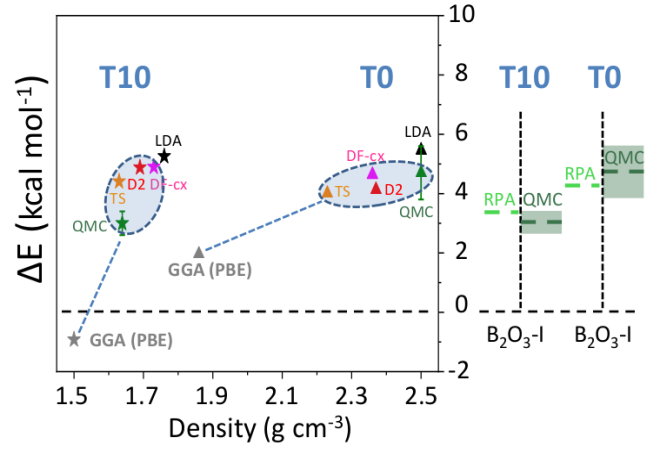 T10
T0
LDA
DF-cx
D2
TS
QMC
GGA (PBE)
LDA
DF-cx
TS
D2
QMC
GGA (PBE)
ΔE (kcal mol⁻¹)
1.5
1.7
1.9
2.1
2.3
2.5
Density (g cm⁻³)
10
8
6
4
2
0
-2
T10
T0
RPA
QMC
RPA
QMC
B₂O₃-I
B₂O₃-I